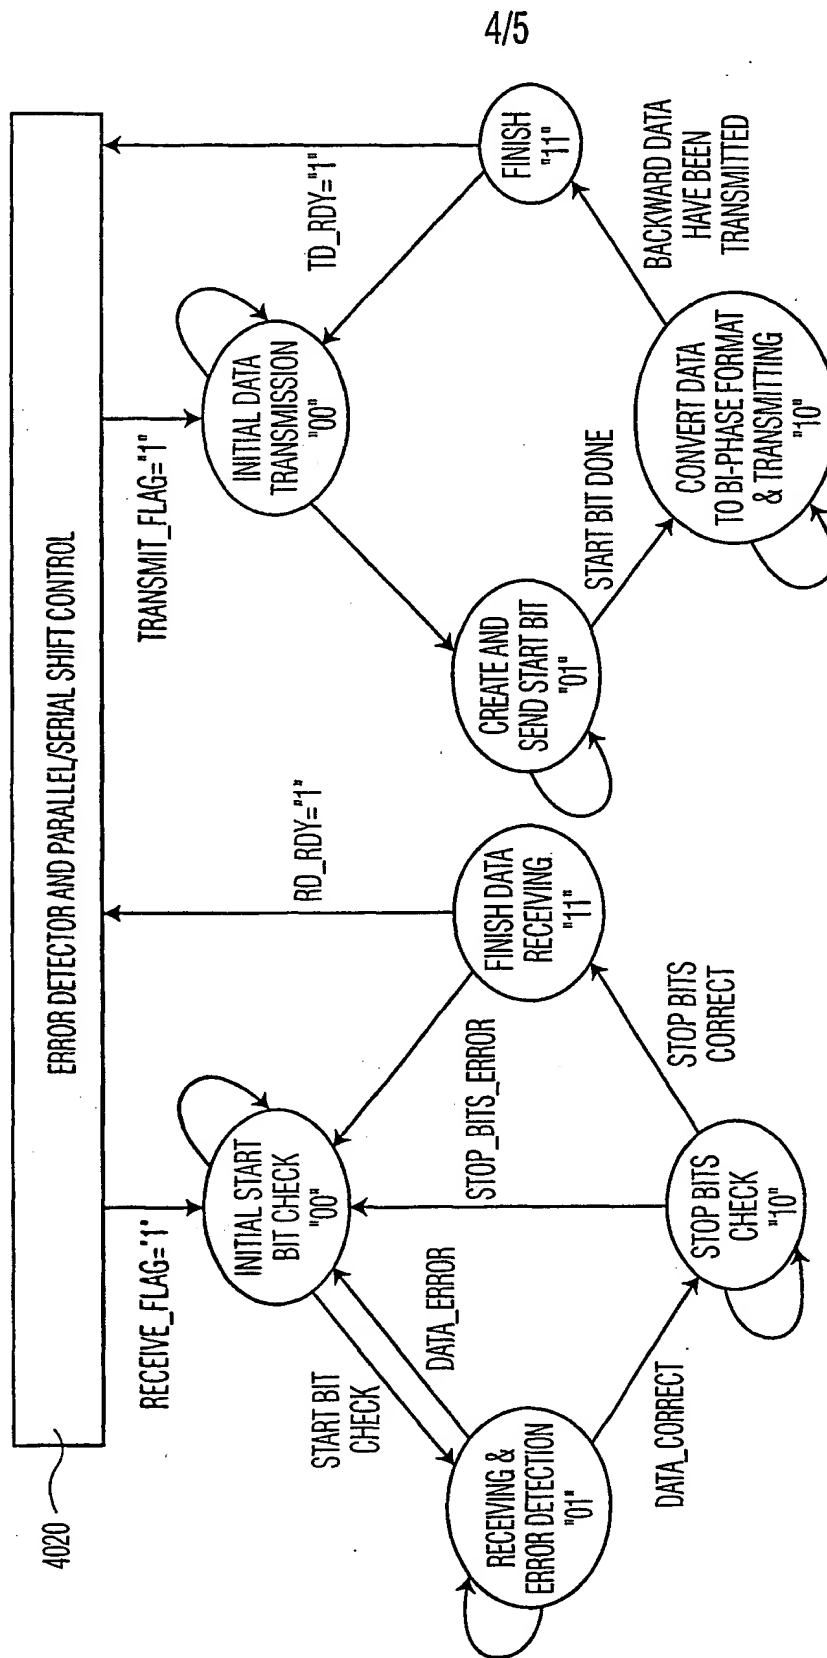 4/5
4020
ERROR DETECTOR AND PARALLEL/SERIAL SHIFT CONTROL
RECEIVE_FLAG="1"
RD_RDY="1"
TRANSMIT_FLAG="1"
TD_RDY="1"
INITIAL START
BIT CHECK
"00"
START BIT
CHECK
DATA_ERROR
STOP_BITS_ERROR
RECEIVING &
ERROR DETECTION
"01"
DATA_CORRECT
STOP BITS
CHECK
"10"
STOP BITS
CORRECT
FINISH DATA
RECEIVING
"11"
INITIAL DATA
TRANSMISSION
"00"
CREATE AND
SEND START BIT
"01"
START BIT DONE
CONVERT DATA
TO BI-PHASE FORMAT
& TRANSMITTING
"10"
BACKWARD DATA
HAVE BEEN
TRANSMITTED
FINISH
"11"